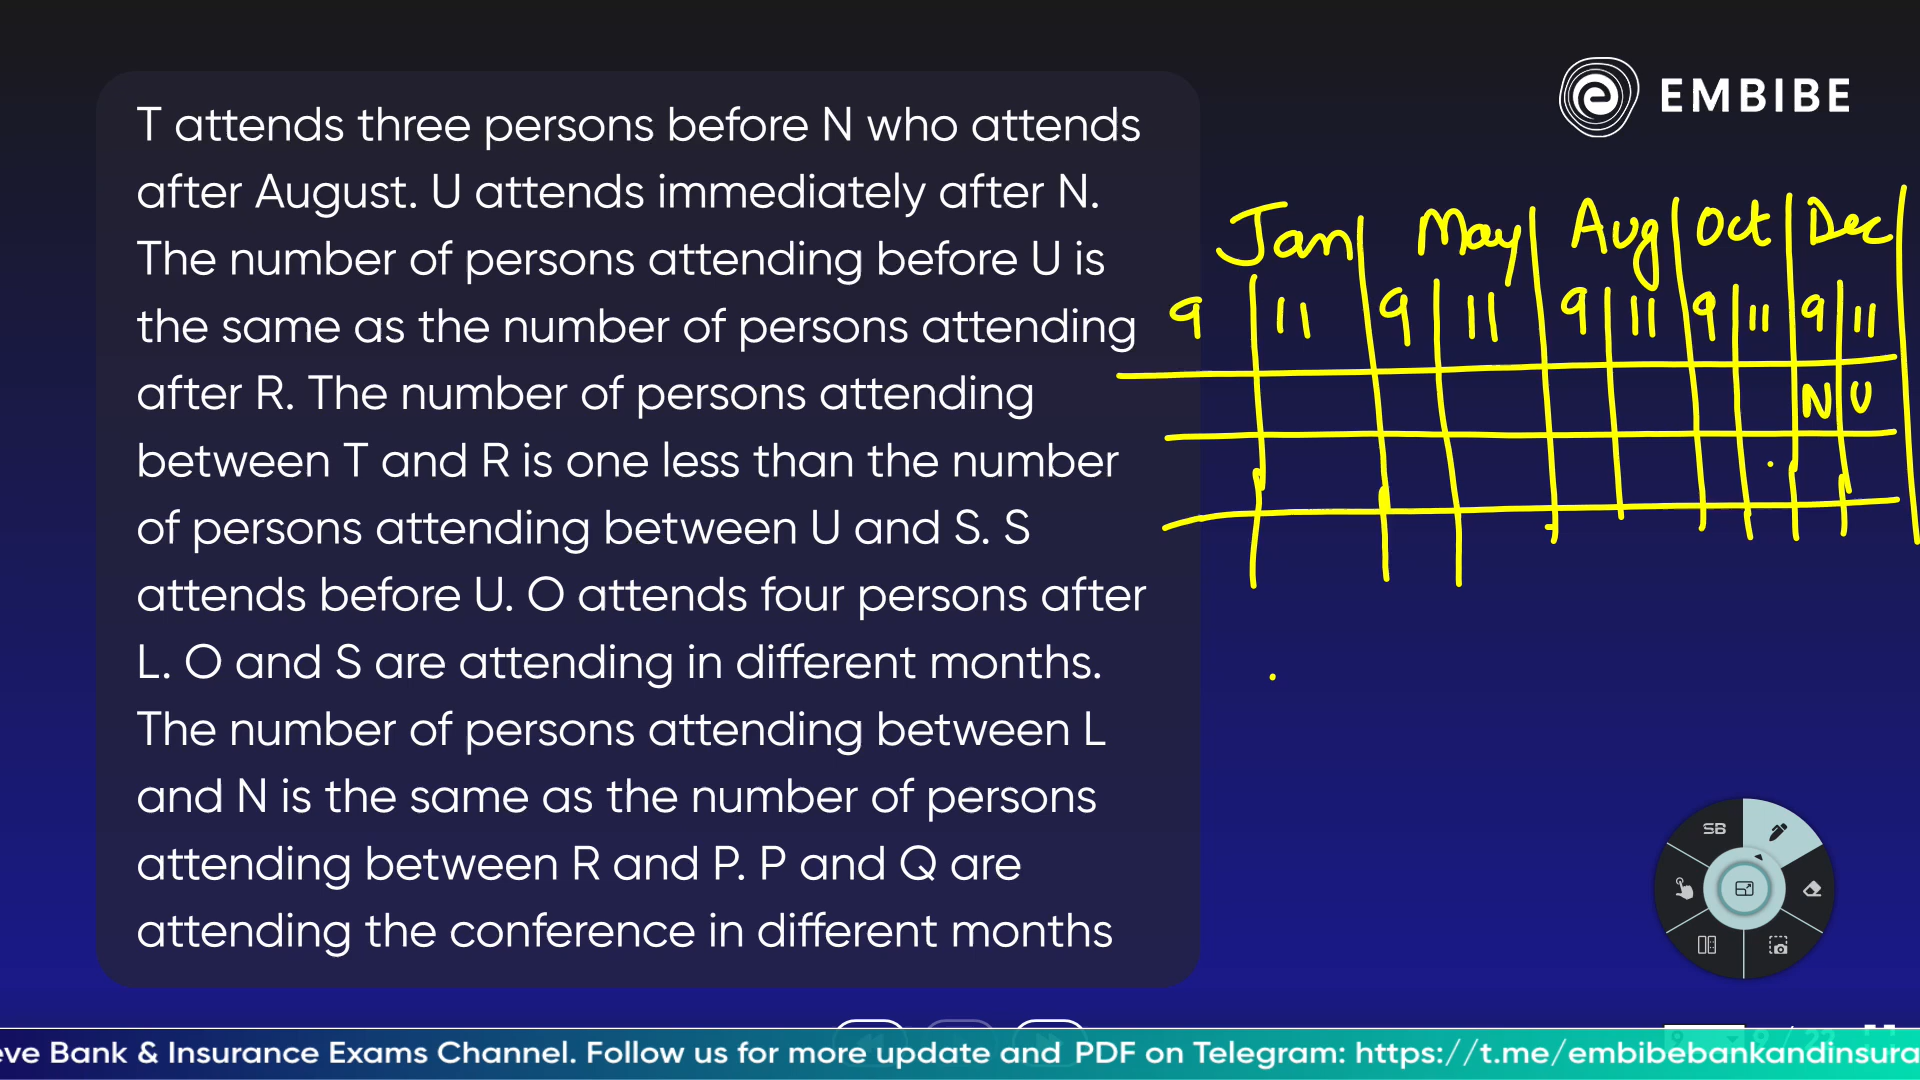 EMBIBE
T attends three persons before N who attends
after August. U attends immediately after N.
The number of persons attending before U is
the same as the number of persons attending
after R. The number of persons attending
between T and R is one less than the number
of persons attending between U and S. S
attends before U. O attends four persons after
L. O and S are attending in different months.
The number of persons attending between L
and N is the same as the number of persons
attending between R and P. P and Q are
attending the conference in different months
Jan May Aug Oct Dec
9 11 9 11 9 11 9 11 9 11
N U
SB
eve Bank & Insurance Exams Channel. Follow us for more update and PDF on Telegram: https://t.me/embibebankandinsura